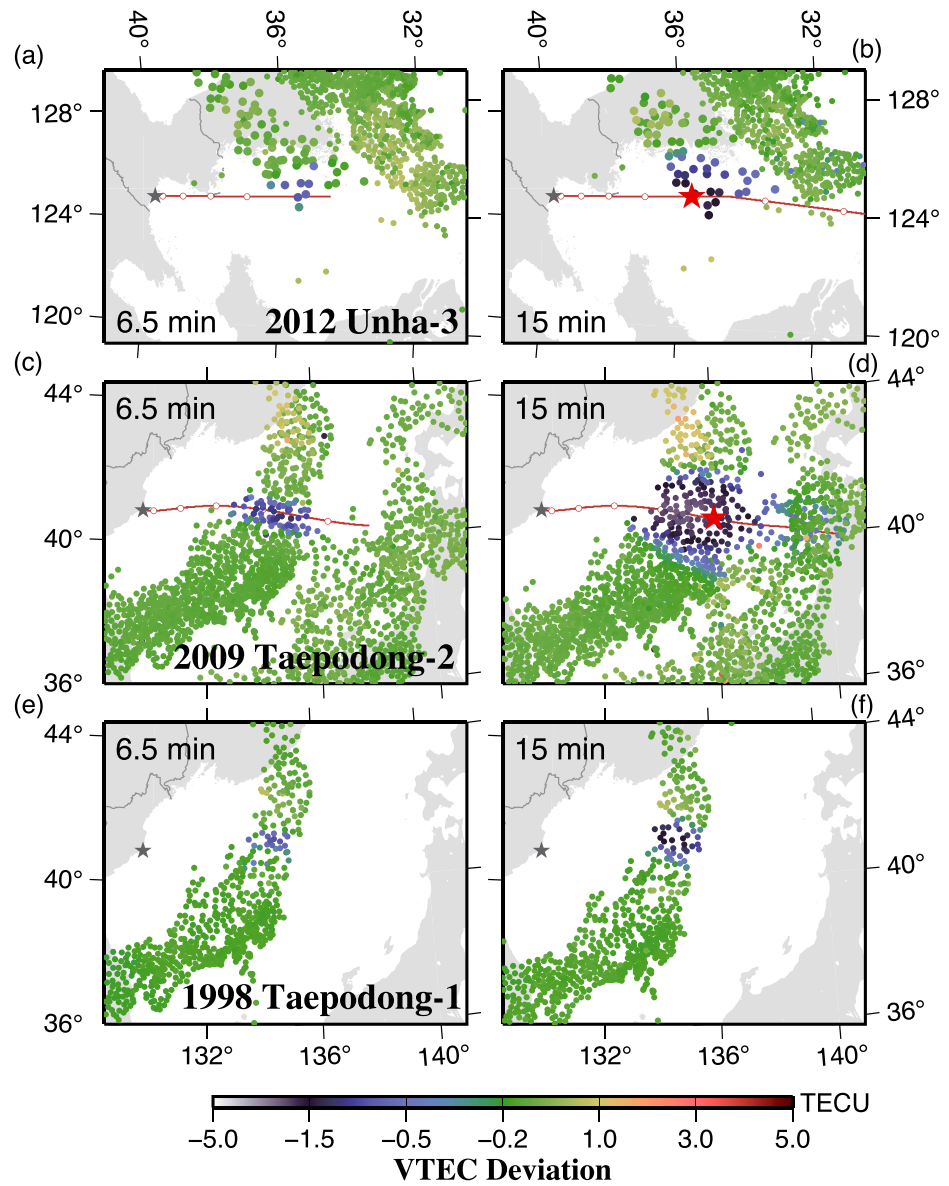 40° 36° 32° 40° 36° 32°
(a) (b)
128° 128°
124° 124°
120° 120°
6.5 min 2012 Unha-3 15 min
(c) (d)
44° 44°
6.5 min 15 min
40° 40°
2009 Taepodong-2
36° 36°
(e) (f)
44° 44°
6.5 min 15 min
40° 40°
1998 Taepodong-1
36° 36°
132° 136° 140° 132° 136° 140°
TECU
−5.0 −1.5 −0.5 −0.2 1.0 3.0 5.0
VTEC Deviation